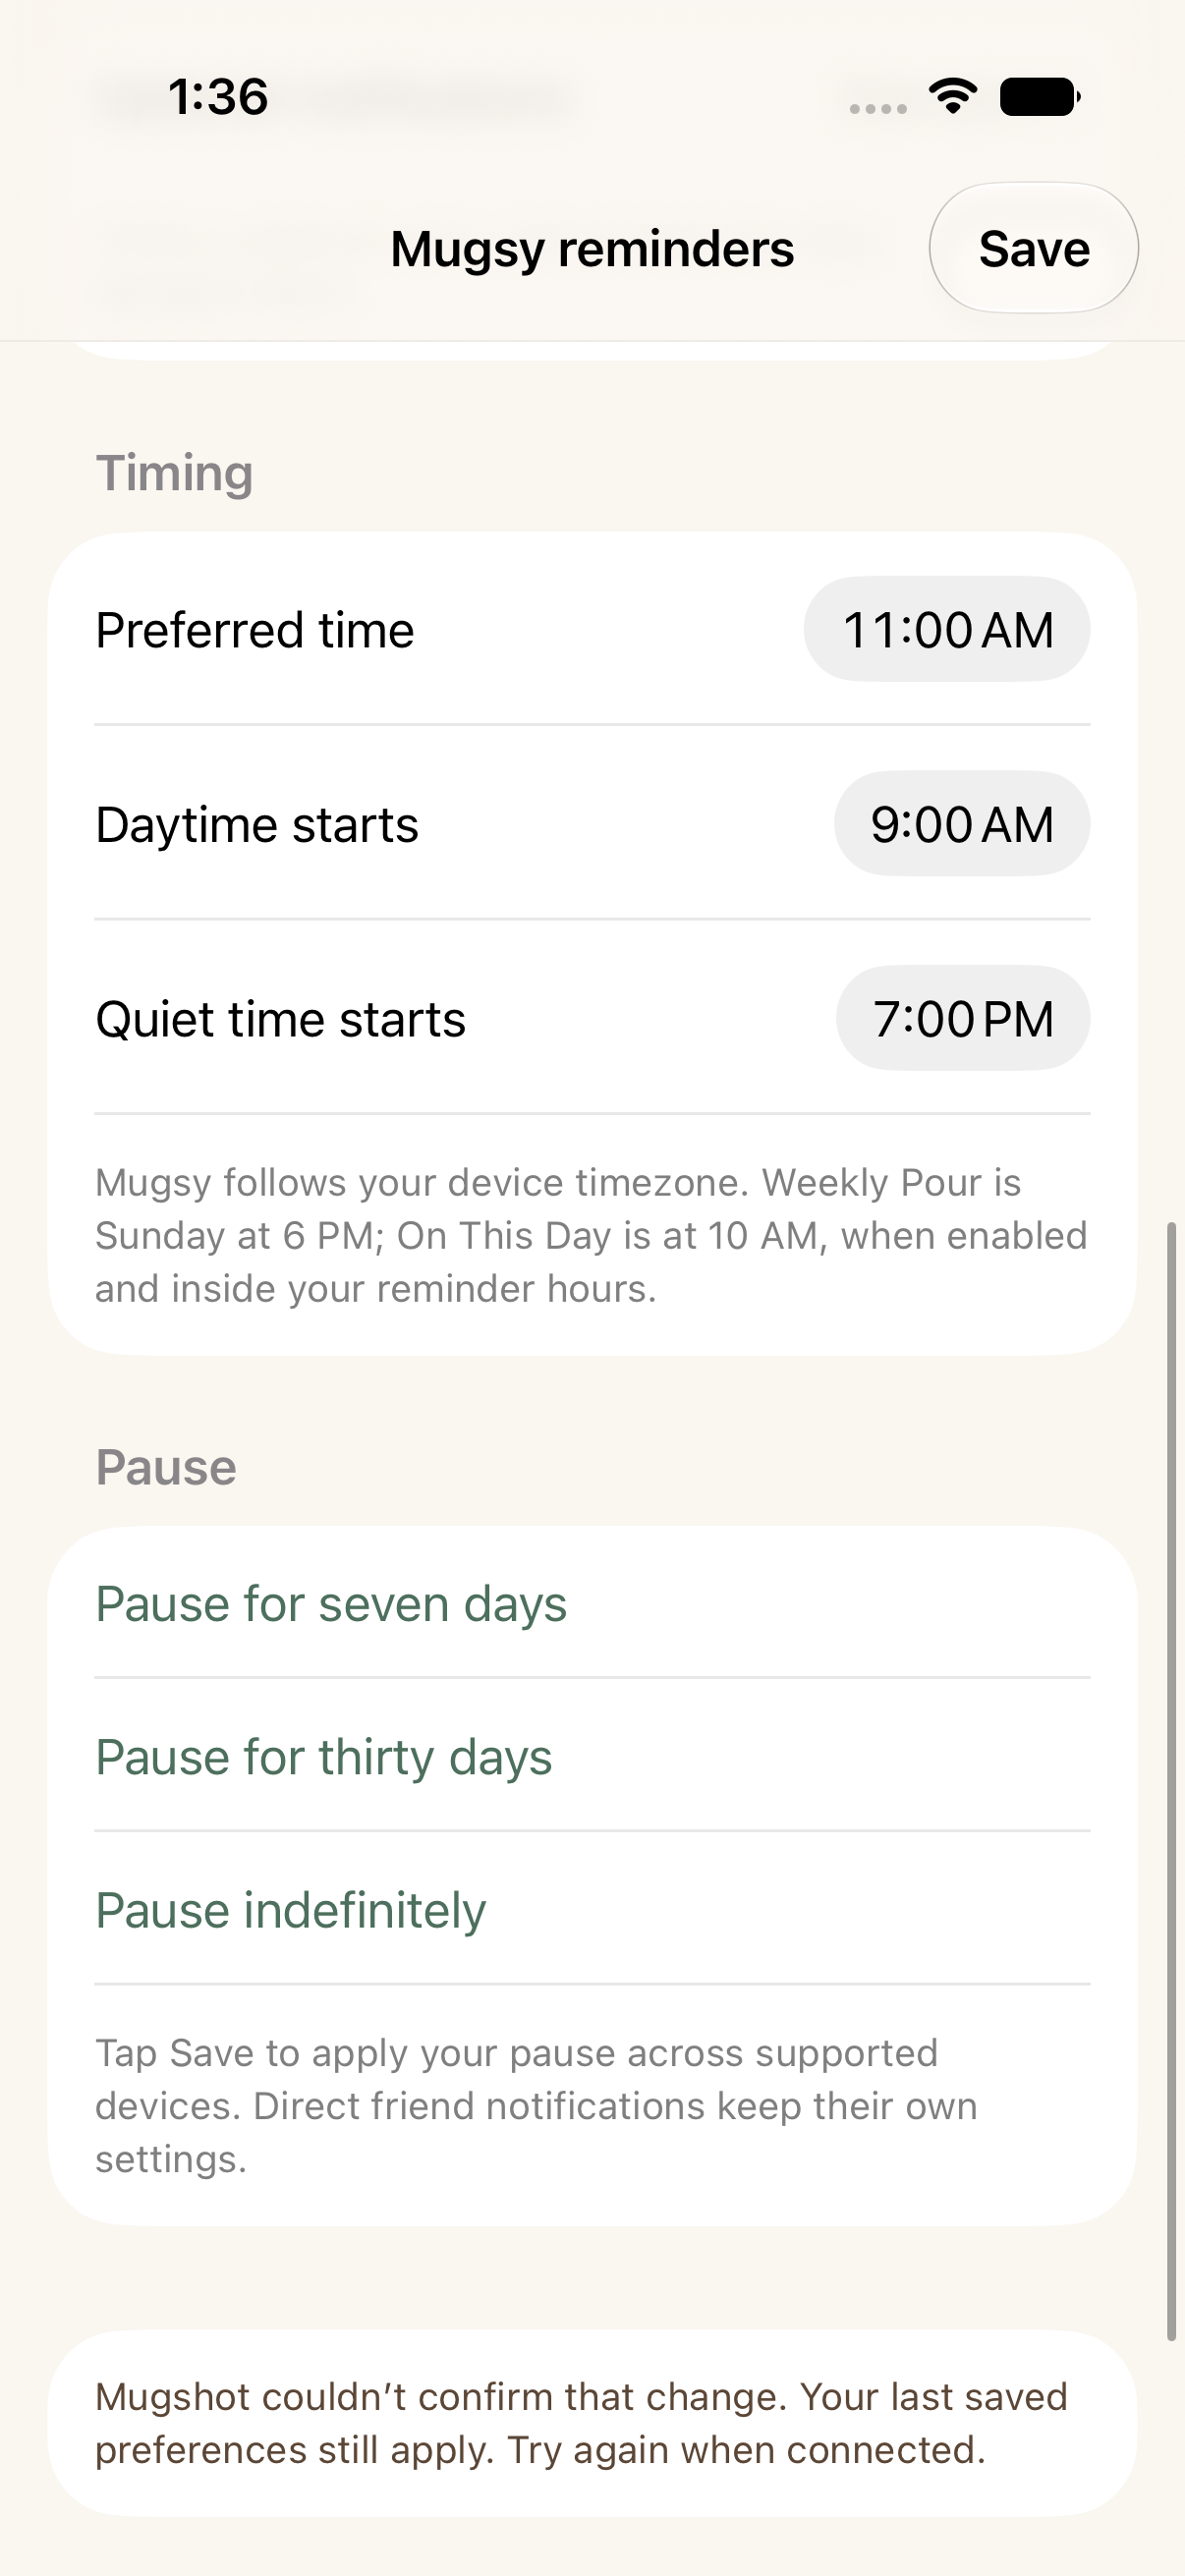 1:36
Mugsy reminders
Save
Timing
Preferred time
11:00 AM
Daytime starts
9:00 AM
Quiet time starts
7:00 PM
Mugsy follows your device timezone. Weekly Pour is
Sunday at 6 PM; On This Day is at 10 AM, when enabled
and inside your reminder hours.
Pause
Pause for seven days
Pause for thirty days
Pause indefinitely
Tap Save to apply your pause across supported
devices. Direct friend notifications keep their own
settings.
Mugshot couldn’t confirm that change. Your last saved
preferences still apply. Try again when connected.